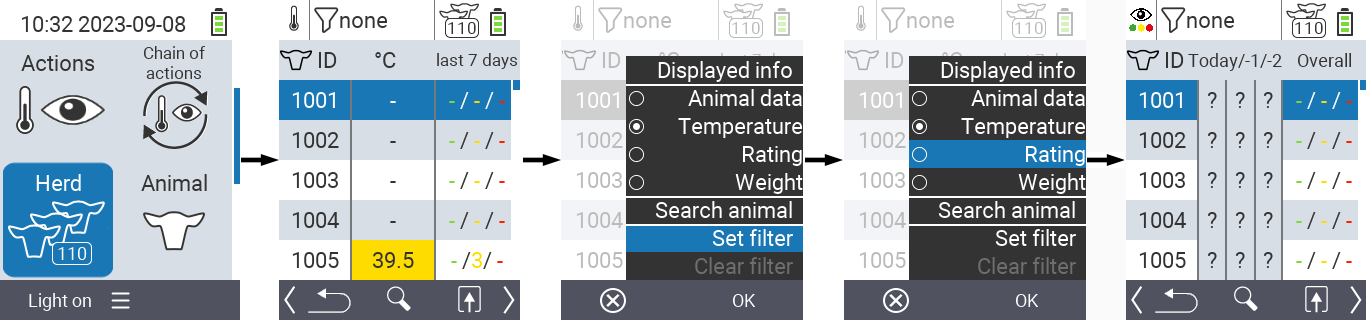 10:32 2023-09-08
Actions
Chain of
actions
Herd
110
Animal
Light on
none
110
ID °C last 7 days
1001 - -/-/-
1002 - -/-/-
1003 - -/-/-
1004 - -/-/-
1005 39.5 -/3/-
none
110
ID
1001
1002
1003
1004
1005
Displayed info
Animal data
Temperature
Rating
Weight
Search animal
Set filter
Clear filter
OK
none
110
ID
1001
1002
1003
1004
1005
Displayed info
Animal data
Temperature
Rating
Weight
Search animal
Set filter
Clear filter
OK
none
110
ID Today/-1/-2 Overall
1001 ? ? ? -/-/-
1002 ? ? ? -/-/-
1003 ? ? ? -/-/-
1004 ? ? ? -/-/-
1005 ? ? ? -/-/-